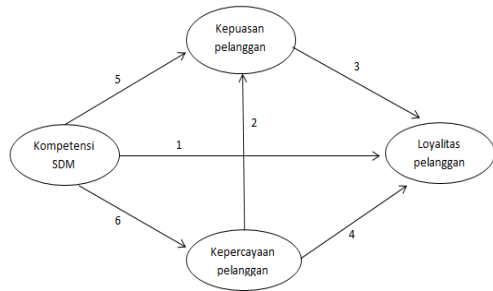 Kepuasan
pelanggan
5
3
2
Kompetensi
SDM
1
Loyalitas
pelanggan
6
4
Kepercayaan
pelanggan